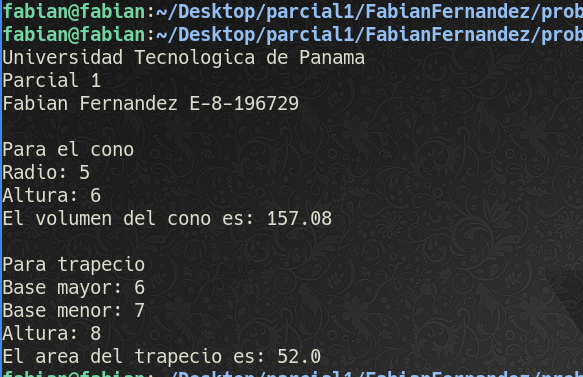 fabian@fabian:~/Desktop/parcial1/FabianFernandez/prob
fabian@fabian:~/Desktop/parcial1/FabianFernandez/prob
Universidad Tecnologica de Panama
Parcial 1
Fabian Fernandez E-8-196729
Para el cono
Radio: 5
Altura: 6
El volumen del cono es: 157.08
Para trapecio
Base mayor: 6
Base menor: 7
Altura: 8
El area del trapecio es: 52.0
fabian@fabian:~/Desktop/parcial1/FabianFernandez/prob